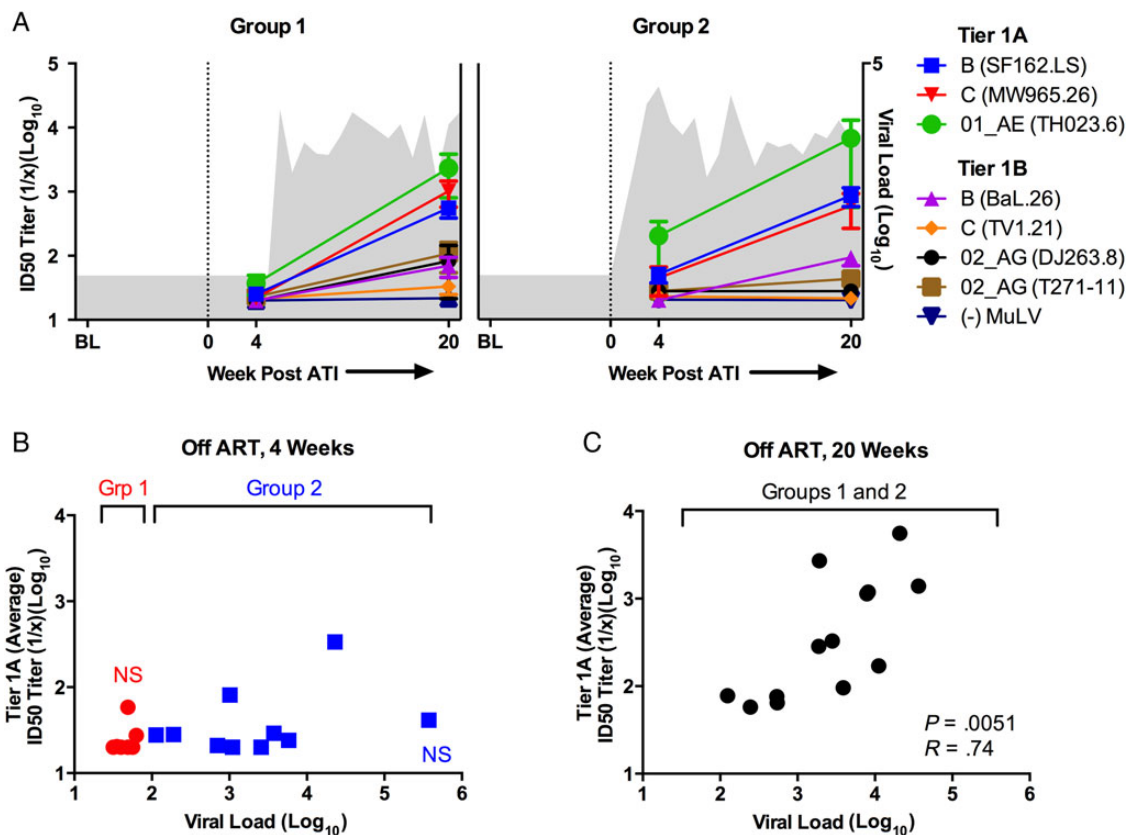 A
Group 1
Group 2
ID50 Titer (1/x)(Log10)
5
4
3
2
1
BL
0
4
20
Week Post ATI
5
Viral Load (Log10)
BL
0
4
20
Week Post ATI
Tier 1A
B (SF162.LS)
C (MW965.26)
01_AE (TH023.6)
Tier 1B
B (BaL.26)
C (TV1.21)
02_AG (DJ263.8)
02_AG (T271-11)
(-) MuLV
B
Off ART, 4 Weeks
Grp 1
Group 2
Tier 1A (Average)
ID50 Titer (1/x)(Log10)
4
3
2
1
NS
NS
1
2
3
4
5
6
Viral Load (Log10)
C
Off ART, 20 Weeks
Groups 1 and 2
Tier 1A (Average)
ID50 Titer (1/x)(Log10)
4
3
2
1
P = .0051
R = .74
1
2
3
4
5
6
Viral Load (Log10)